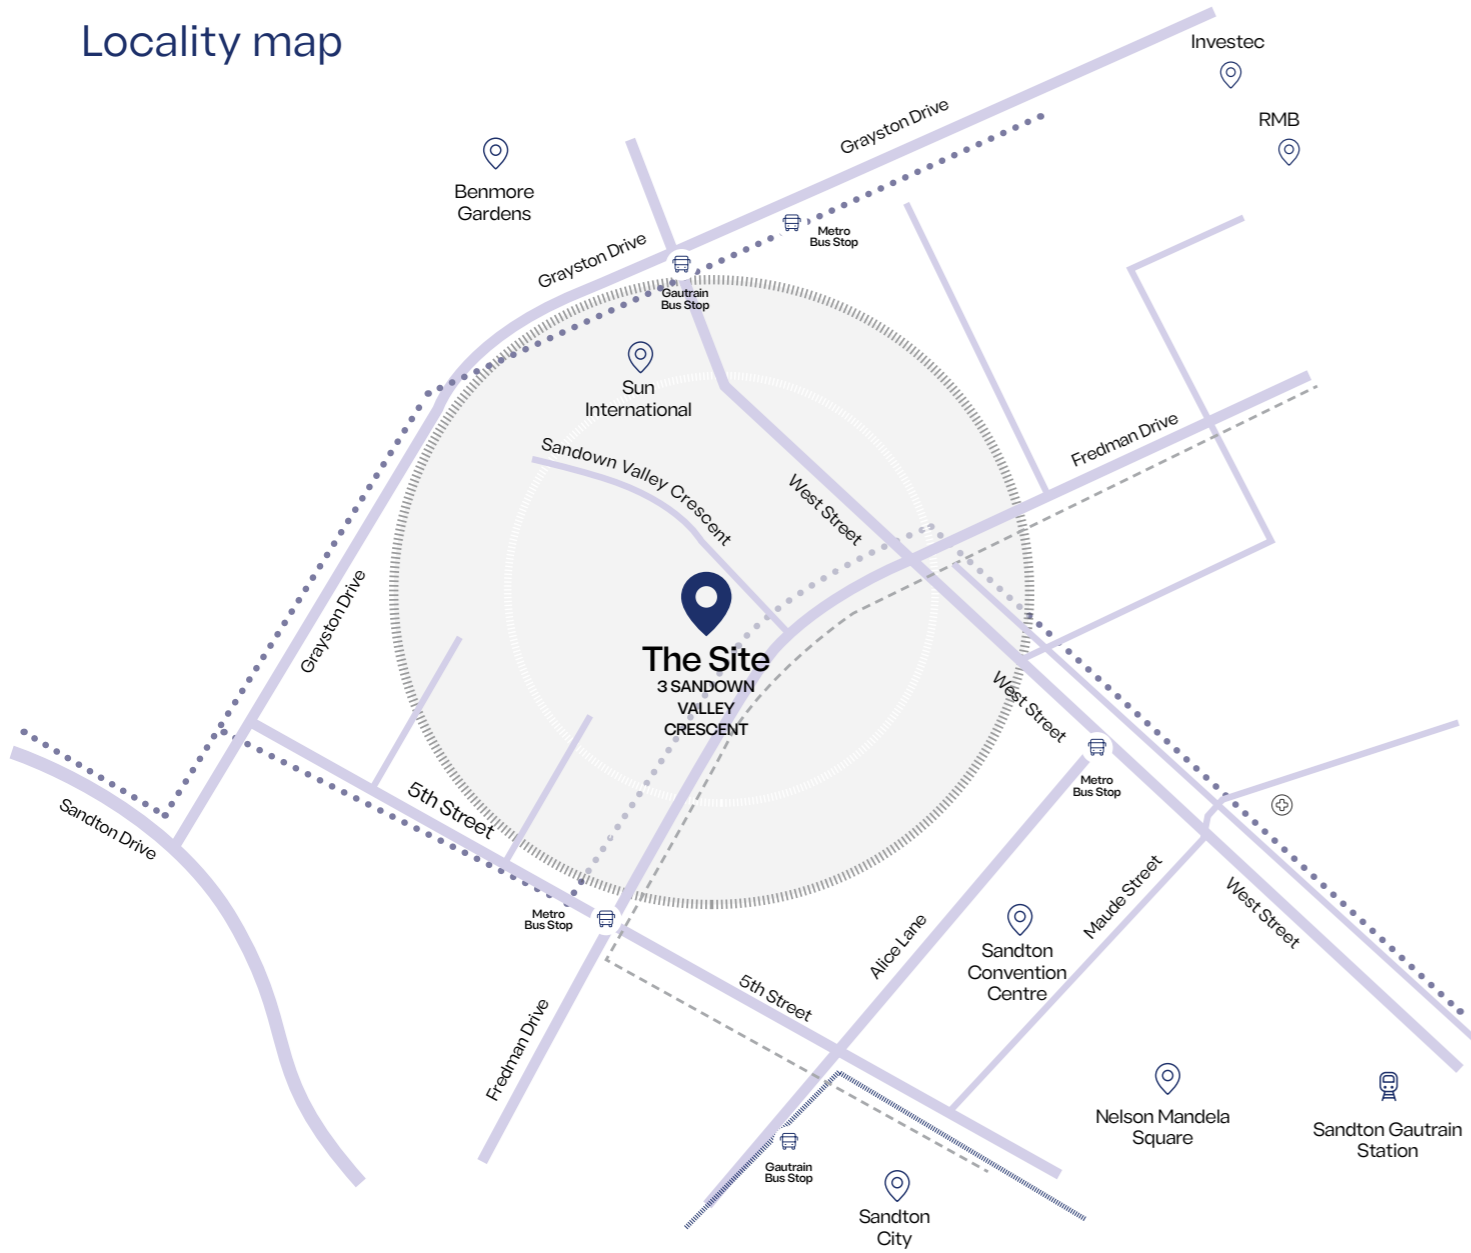 Locality map
Investec
RMB
Grayston Drive
Benmore
Gardens
Metro
Bus Stop
Grayston Drive
Gautrain
Bus Stop
Sun
International
Sandown Valley Crescent
West Street
Fredman Drive
Grayston Drive
The Site
3 SANDOWN
VALLEY
CRESCENT
West Street
Metro
Bus Stop
5th Street
Sandton Drive
Metro
Bus Stop
Maude Street
West Street
Alice Lane
Sandton
Convention
Centre
5th Street
Fredman Drive
Nelson Mandela
Square
Sandton Gautrain
Station
Gautrain
Bus Stop
Sandton
City